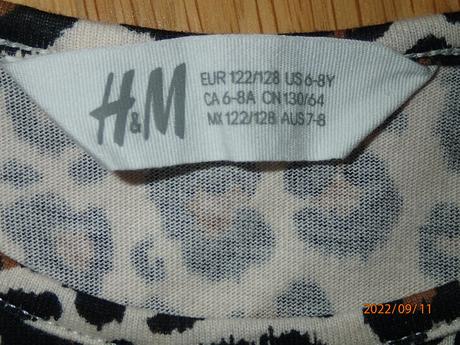 H&M
EUR 122/128 US 6-8Y
CA 6-8A CN 130/64
MX 122/128 AUS 7-8
2022/09/11